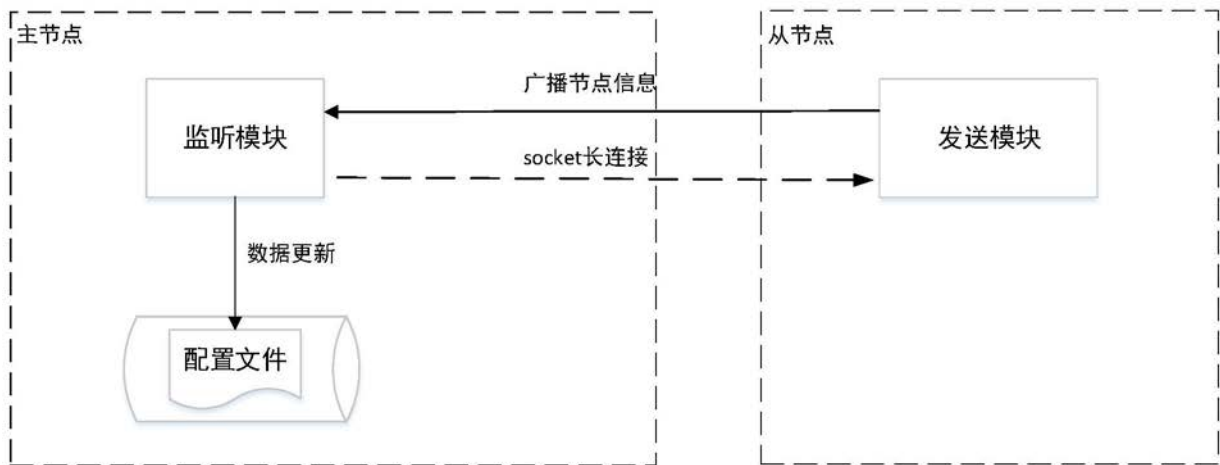 主节点
从节点
广播节点信息
监听模块
发送模块
socket长连接
数据更新
配置文件